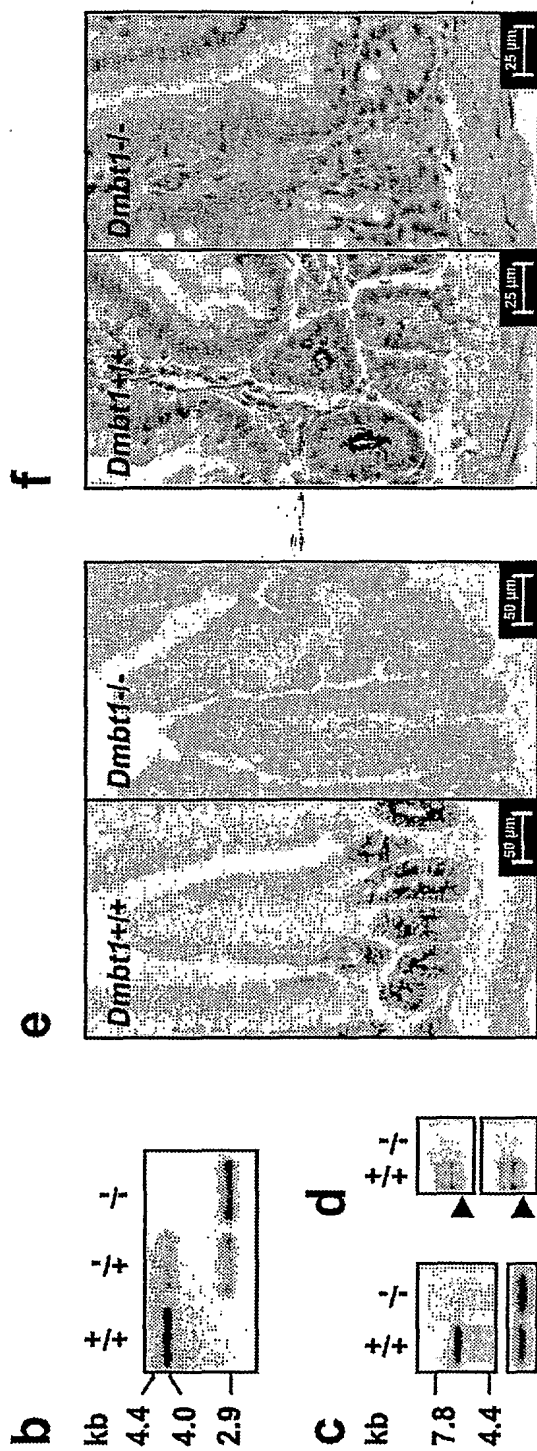 b
+/+ -/+ -/-
kb
4.4
4.0
2.9
c
+/+ -/-
kb
7.8
4.4
d
+/+ -/-
e
Dmbt1+/+
50 µm
Dmbt1-/-
50 µm
f
Dmbt1+/+
25 µm
Dmbt1-/-
25 µm